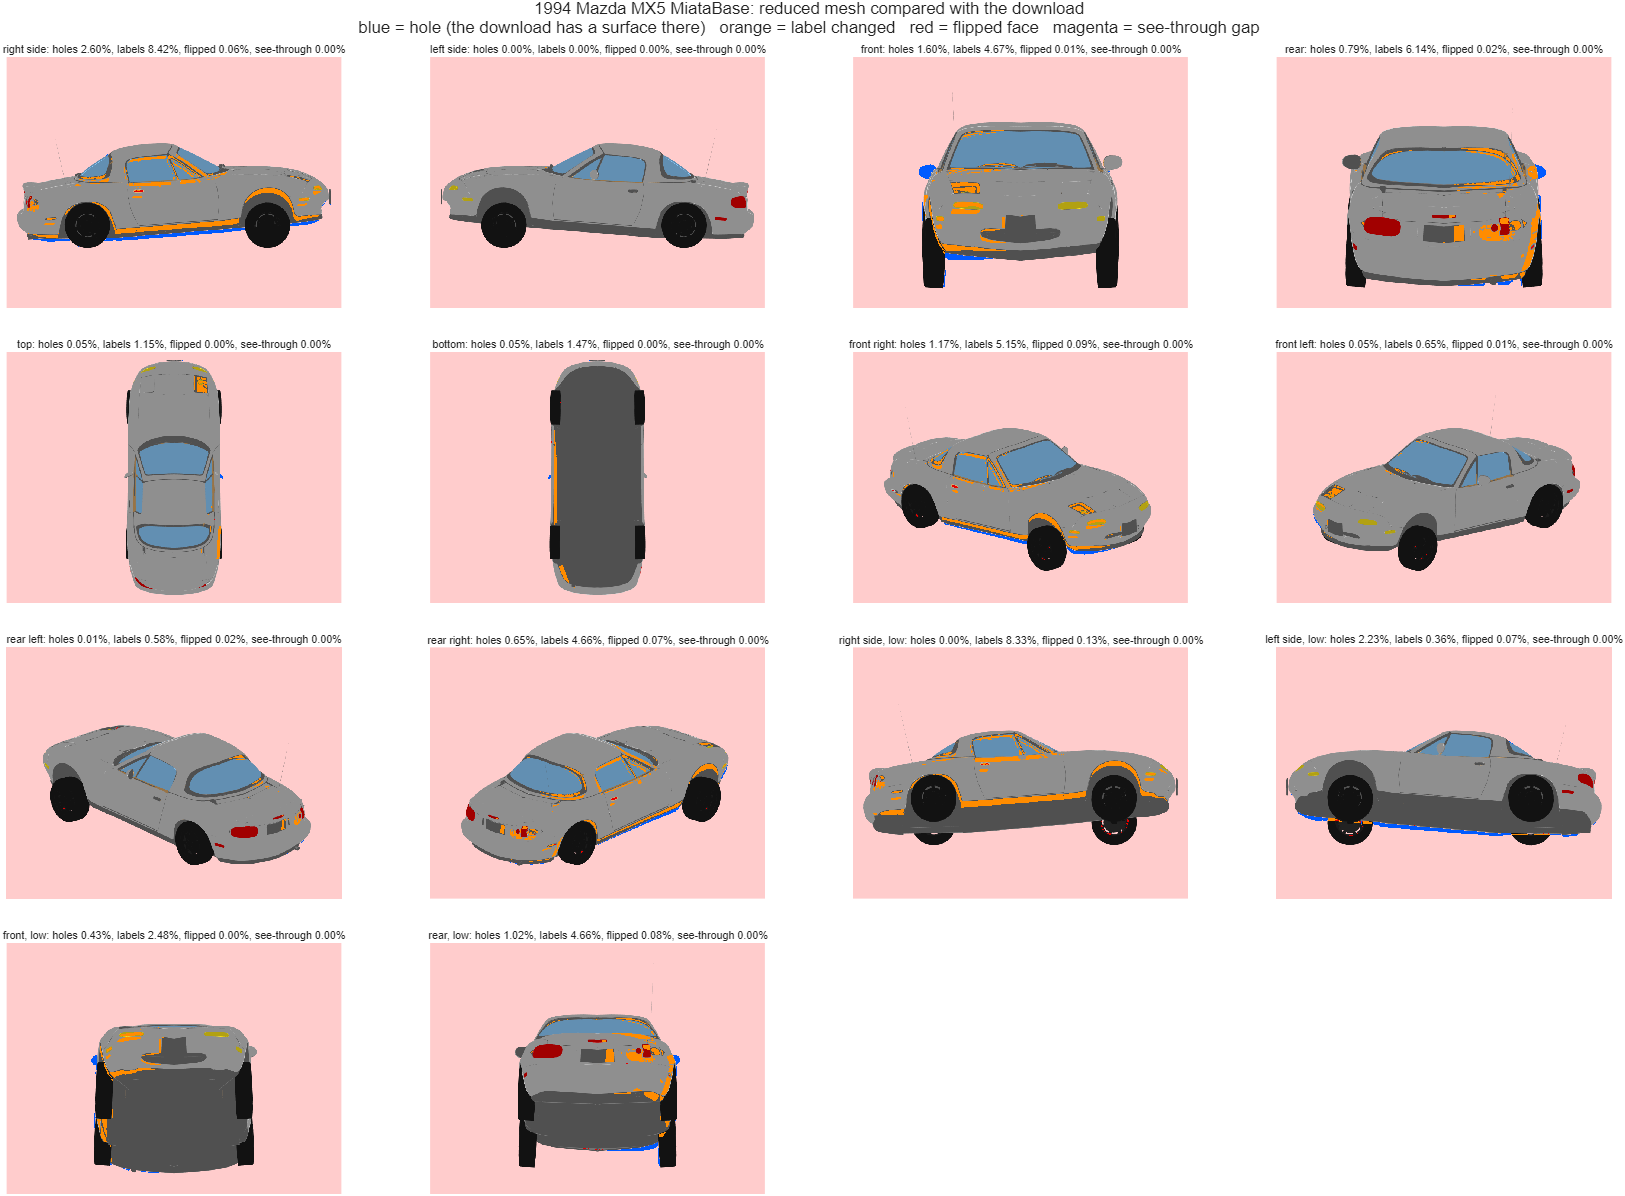 1994 Mazda MX5 MiataBase: reduced mesh compared with the download
blue = hole (the download has a surface there)   orange = label changed   red = flipped face   magenta = see-through gap
right side: holes 2.60%, labels 8.42%, flipped 0.06%, see-through 0.00%
left side: holes 0.00%, labels 0.00%, flipped 0.00%, see-through 0.00%
front: holes 1.60%, labels 4.67%, flipped 0.01%, see-through 0.00%
rear: holes 0.79%, labels 6.14%, flipped 0.02%, see-through 0.00%
top: holes 0.05%, labels 1.15%, flipped 0.00%, see-through 0.00%
bottom: holes 0.05%, labels 1.47%, flipped 0.00%, see-through 0.00%
front right: holes 1.17%, labels 5.15%, flipped 0.09%, see-through 0.00%
front left: holes 0.05%, labels 0.65%, flipped 0.01%, see-through 0.00%
rear left: holes 0.01%, labels 0.58%, flipped 0.02%, see-through 0.00%
rear right: holes 0.65%, labels 4.66%, flipped 0.07%, see-through 0.00%
right side, low: holes 0.00%, labels 8.33%, flipped 0.13%, see-through 0.00%
left side, low: holes 2.23%, labels 0.36%, flipped 0.07%, see-through 0.00%
front, low: holes 0.43%, labels 2.48%, flipped 0.00%, see-through 0.00%
rear, low: holes 1.02%, labels 4.66%, flipped 0.08%, see-through 0.00%